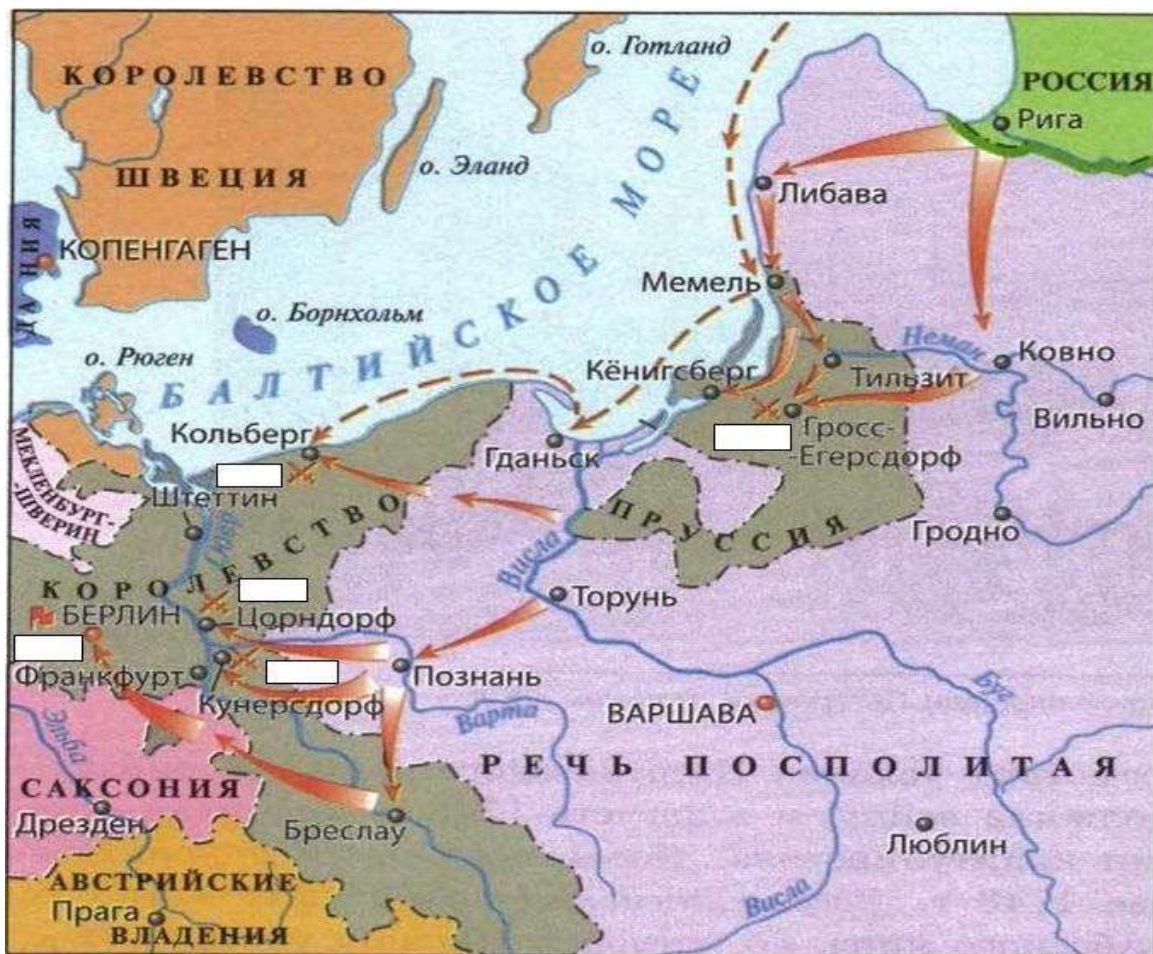 о. Готланд
КОРОЛЕВСТВО
РОССИЯ
Рига
о. Эланд
ШВЕЦИЯ
Либава
ДАНИЯ
КОПЕНГАГЕН
Мемель
БАЛТИЙСКОЕ МОРЕ
о. Борнхольм
о. Рюген
Неман
Ковно
Кёнигсберг
Тильзит
Вильно
Кольберг
Гданьск
Гросс-
-Егерсдорф
МЕКЛЕНБУРГ-
-ШВЕРИН
Штеттин
Одер
Висла
ПРУССИЯ
Гродно
КОРОЛЕВСТВО
Торунь
БЕРЛИН
Цорндорф
Франкфурт
Познань
Кунерсдорф
Варта
ВАРШАВА
Буг
Эльба
РЕЧЬ ПОСПОЛИТАЯ
САКСОНИЯ
Дрезден
Бреслау
Люблин
АВСТРИЙСКИЕ
Прага
ВЛАДЕНИЯ
Висла